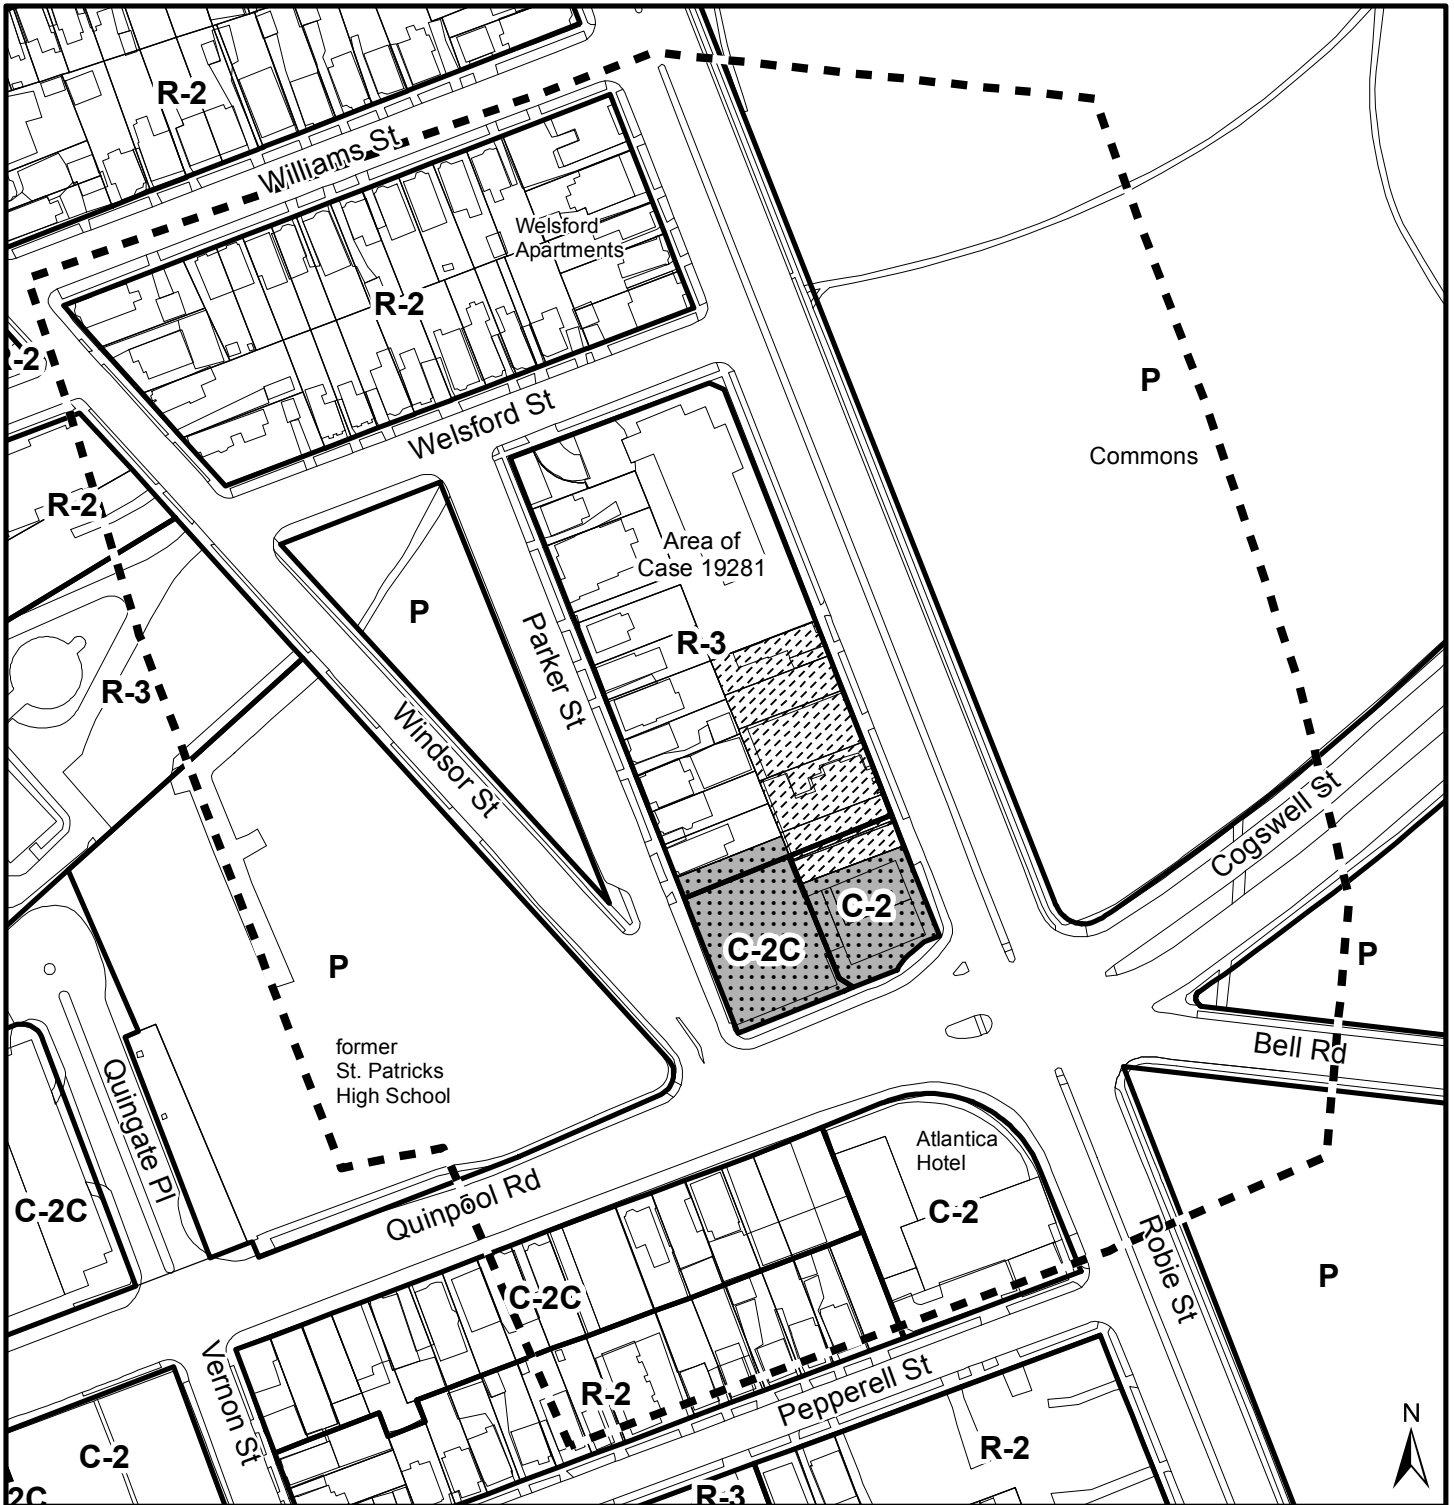 R-2
Williams St
Welsford
Apartments
R-2
R-2
P
Welsford St
Commons
R-2
Area of
Case 19281
P
Parker St
R-3
R-3
Windsor St
Cogswell St
C-2
C-2C
P
P
former
St. Patricks
High School
Bell Rd
Quingate Pl
Atlantica
Hotel
C-2C
Quinpool Rd
C-2
Robie St
P
C-2C
Vernon St
R-2
Pepperell St
N
C-2
R-2
2C
R-3